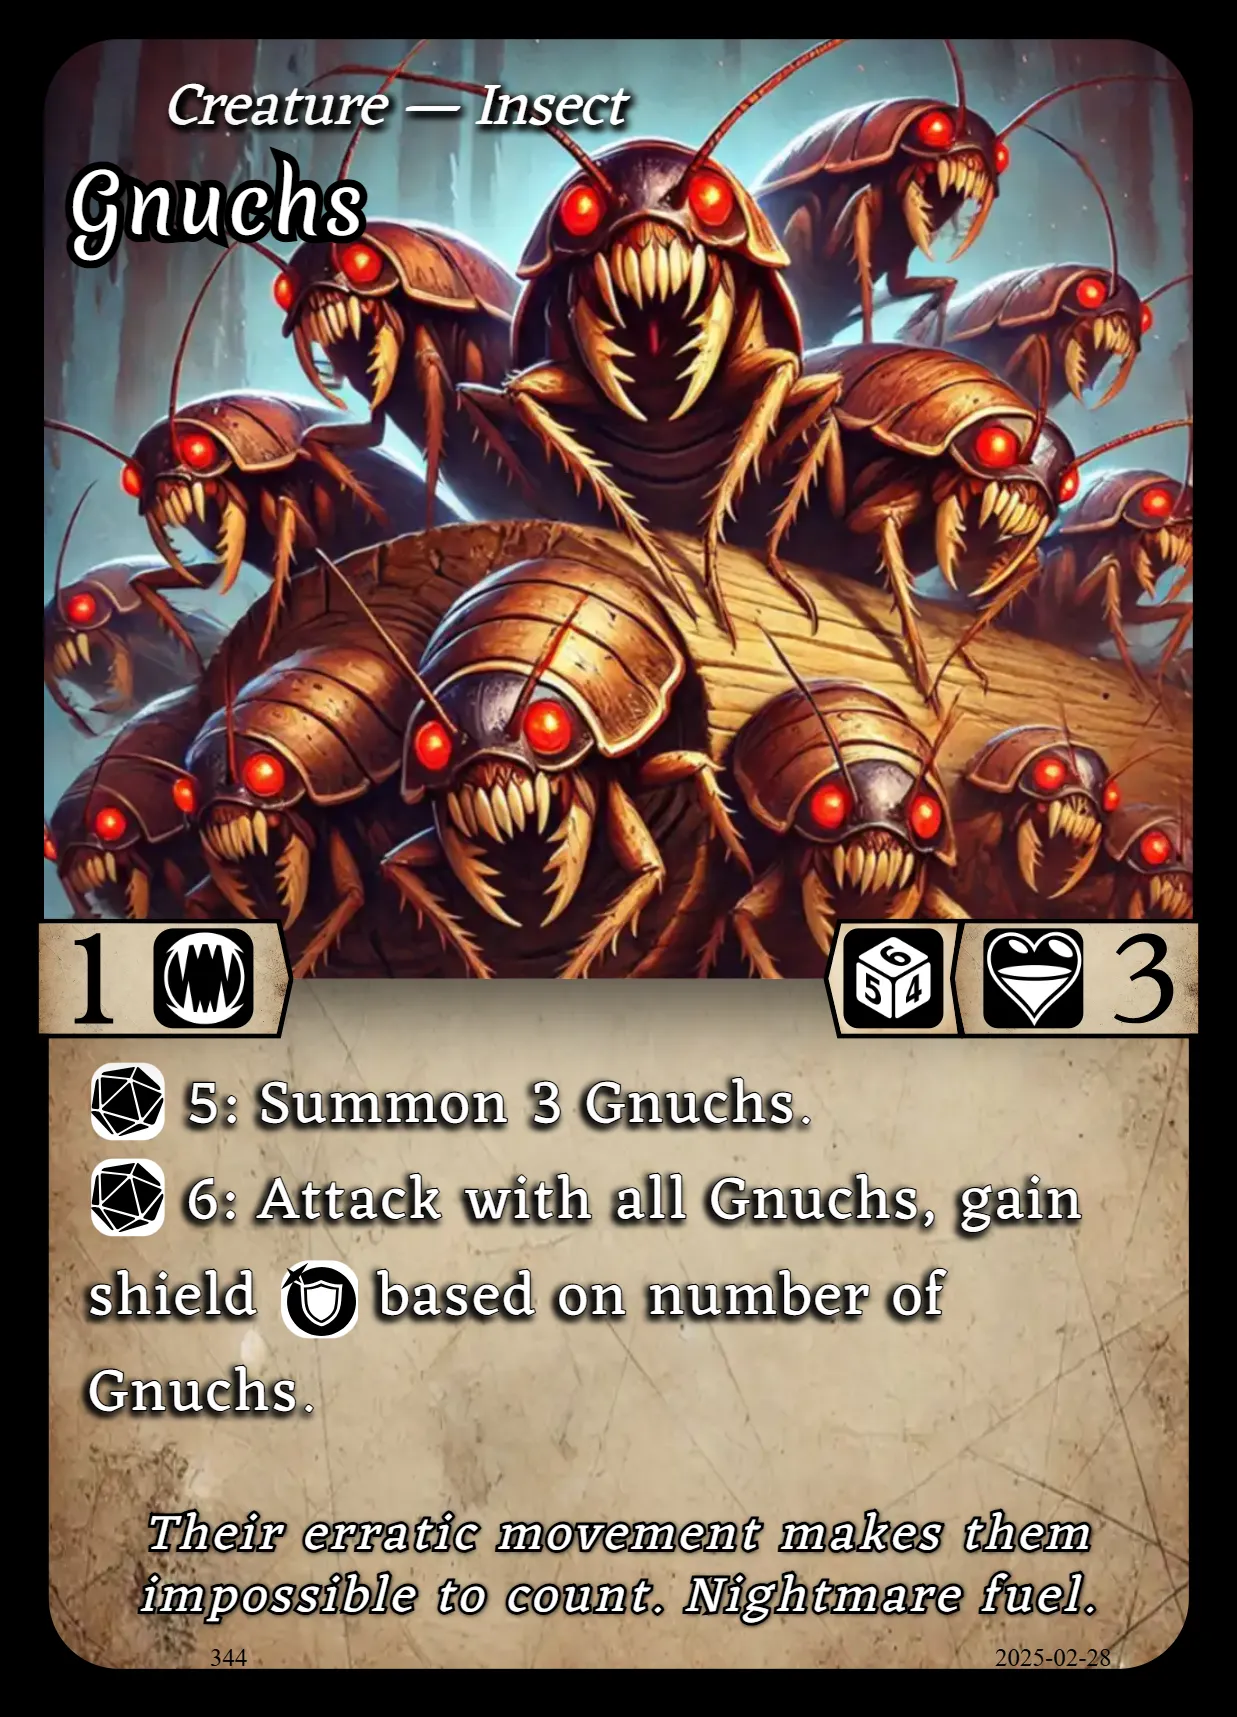 Creature — Insect
Gnuchs
1
6
5 4
3
5: Summon 3 Gnuchs.
6: Attack with all Gnuchs, gain
shield based on number of
Gnuchs.
Their erratic movement makes them
impossible to count. Nightmare fuel.
344 2025-02-28